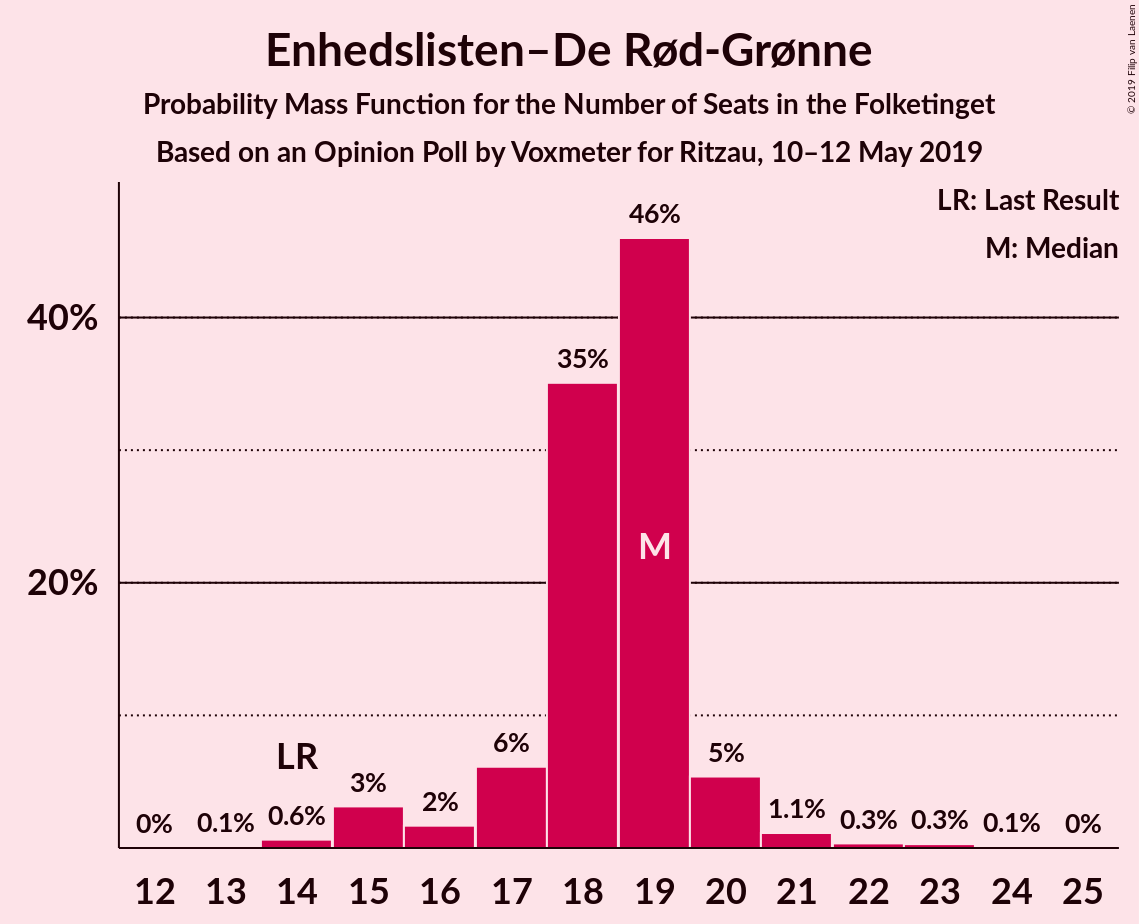 Enhedslisten–De Rød-Grønne
Probability Mass Function for the Number of Seats in the Folketinget
Based on an Opinion Poll by Voxmeter for Ritzau, 10–12 May 2019
© 2019 Filip van Laenen
LR: Last Result
M: Median
46%
40%
35%
M
20%
6%
LR
5%
3%
2%
0% 0.1% 0.6% 1.1% 0.3% 0.3% 0.1% 0%
12 13 14 15 16 17 18 19 20 21 22 23 24 25